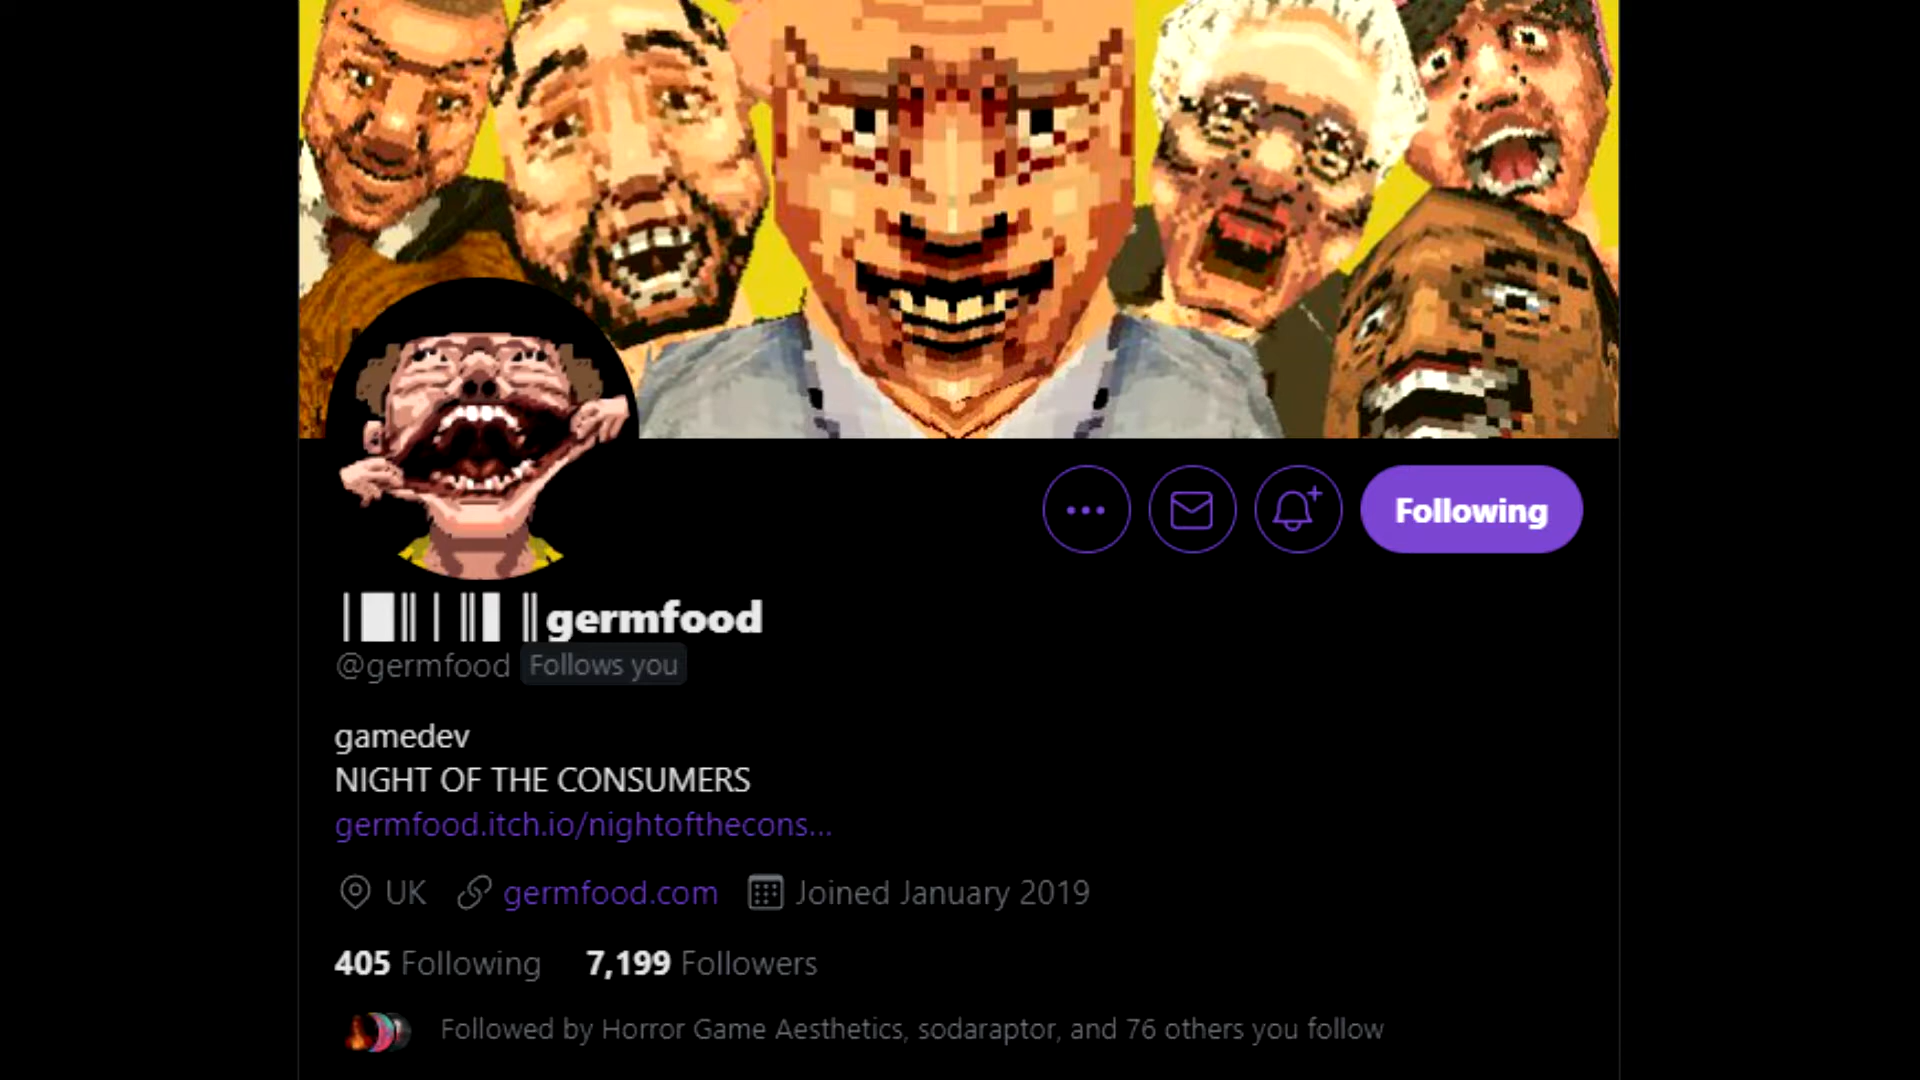 Following
germfood
@germfood Follows you
gamedev
NIGHT OF THE CONSUMERS
germfood.itch.io/nightofthecons...
UK germfood.com Joined January 2019
405 Following 7,199 Followers
Followed by Horror Game Aesthetics, sodaraptor, and 76 others you follow